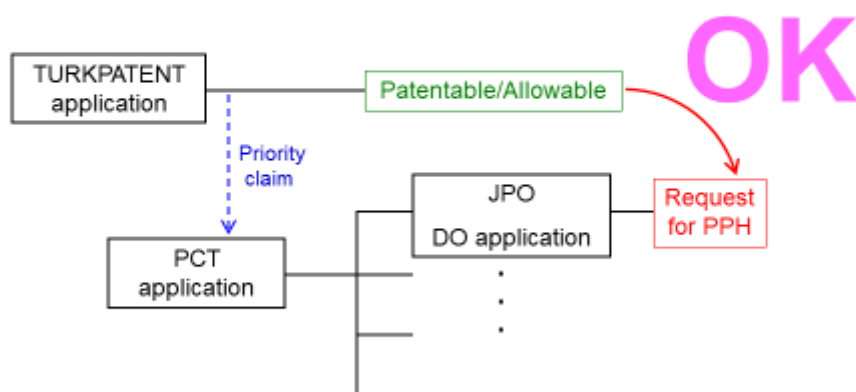 OK
TURKPATENT
application
Patentable/Allowable
Priority
claim
JPO
DO application
Request
for PPH
PCT
application